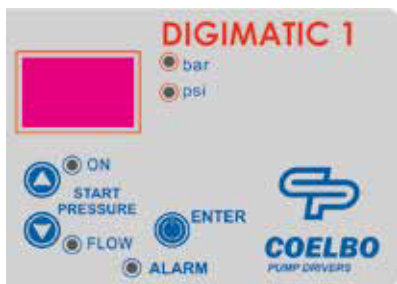 DIGIMATIC 1
bar
psi
ON
START
PRESSURE
ENTER
FLOW
ALARM
COELBO
PUMP DRIVERS